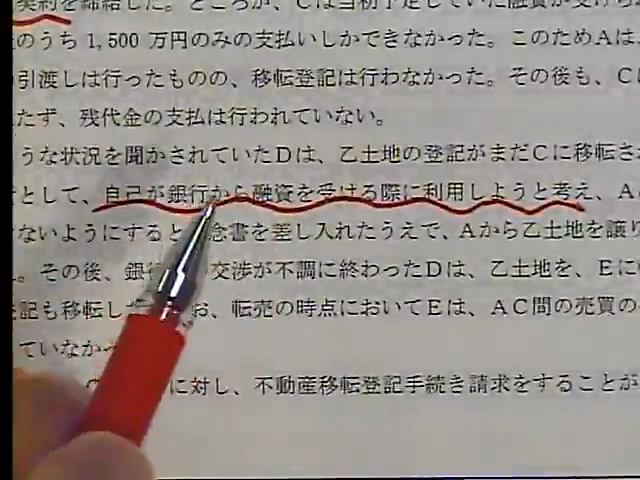 契約を締結した。ところが、Cは当初予定していた融資が受けら
のうち 1,500 万円のみの支払いしかできなかった。このためAは、
引渡しは行ったものの、移転登記は行わなかった。その後も、C
たず、残代金の支払は行われていない。
うな状況を聞かされていたDは、乙土地の登記がまだCに移転さ
として、自己が銀行から融資を受ける際に利用しようと考え、A
ないようにすると 念書を差し入れたうえで、Aから乙土地を譲り
。その後、銀行 交渉が不調に終わったDは、乙土地を、Eに
記も移転し お、転売の時点においてEは、AC間の売買の
ていなか
に対し、不動産移転登記手続き請求をすることが